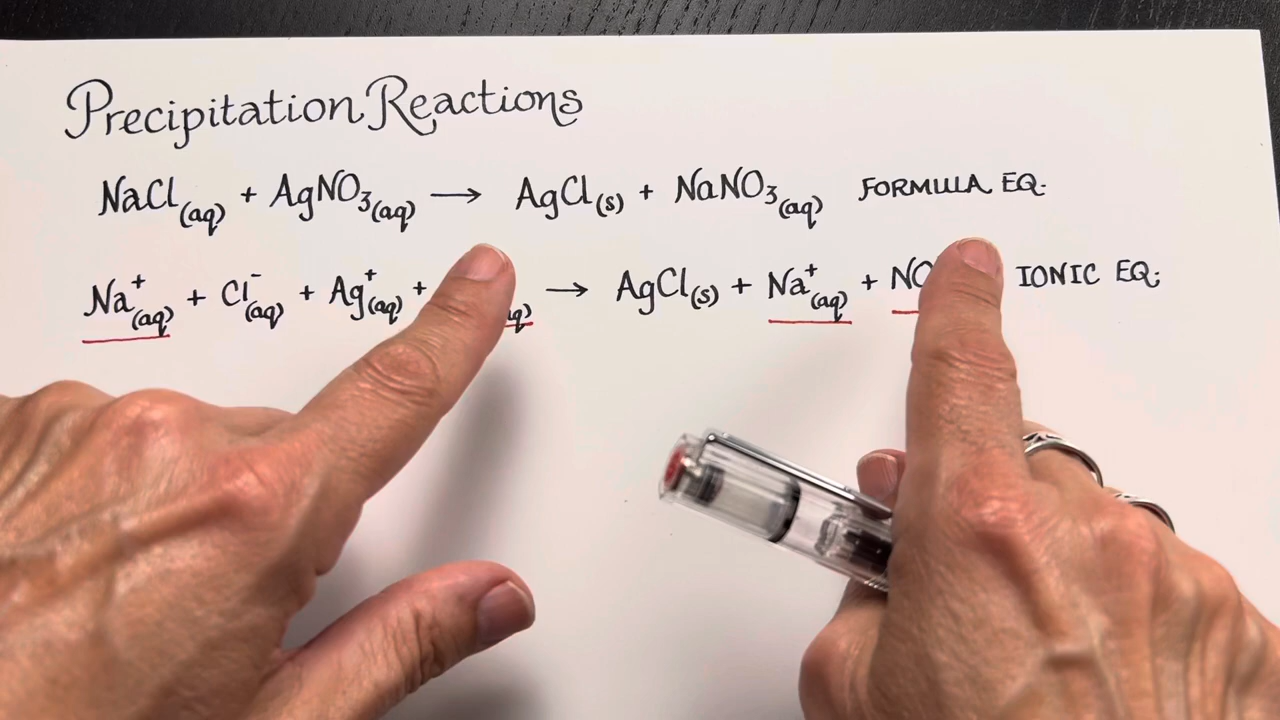 Precipitation Reactions
NaCl(aq) + AgNO₃(aq) → AgCl(s) + NaNO₃(aq) FORMULA EQ.
Na⁺(aq) + Cl⁻(aq) + Ag⁺(aq) + q) → AgCl(s) + Na⁺(aq) + NO IONIC EQ.